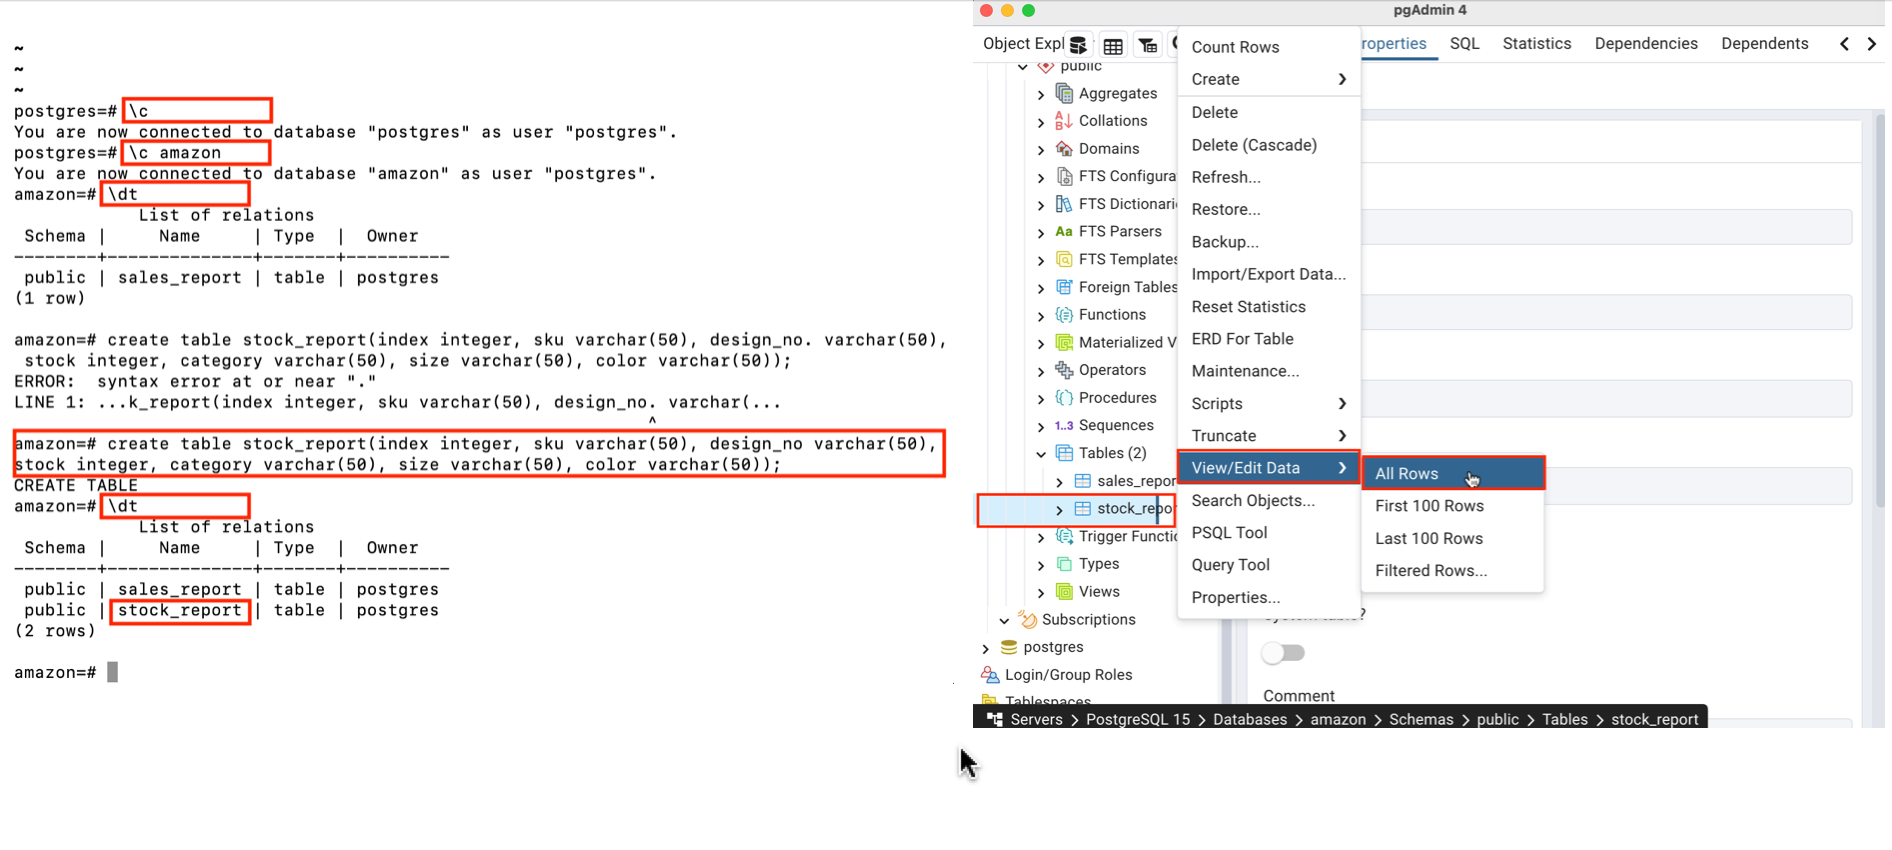 ~
~
~
postgres=# \c
You are now connected to database "postgres" as user "postgres".
postgres=# \c amazon
You are now connected to database "amazon" as user "postgres".
amazon=# \dt
List of relations
Schema | Name | Type | Owner
--------+--------------+-------+----------
public | sales_report | table | postgres
(1 row)
amazon=# create table stock_report(index integer, sku varchar(50), design_no. varchar(50),
stock integer, category varchar(50), size varchar(50), color varchar(50));
ERROR:  syntax error at or near "."
LINE 1: ...k_report(index integer, sku varchar(50), design_no. varchar(...
^
amazon=# create table stock_report(index integer, sku varchar(50), design_no varchar(50),
stock integer, category varchar(50), size varchar(50), color varchar(50));
CREATE TABLE
amazon=# \dt
List of relations
Schema | Name | Type | Owner
--------+--------------+-------+----------
public | sales_report | table | postgres
public | stock_report | table | postgres
(2 rows)
amazon=#
pgAdmin 4
Object Expl
roperties SQL Statistics Dependencies Dependents
public
Aggregates
Collations
Domains
FTS Configura
FTS Dictionari
Aa FTS Parsers
FTS Templates
Foreign Tables
Functions
Materialized V
Operators
Procedures
1..3 Sequences
Tables (2)
sales_repor
stock_repo
Trigger Functi
Types
Views
Subscriptions
postgres
Login/Group Roles
Tablespaces
Count Rows
Create
Delete
Delete (Cascade)
Refresh...
Restore...
Backup...
Import/Export Data...
Reset Statistics
ERD For Table
Maintenance...
Scripts
Truncate
View/Edit Data
Search Objects...
PSQL Tool
Query Tool
Properties...
All Rows
First 100 Rows
Last 100 Rows
Filtered Rows...
System table?
Comment
Servers > PostgreSQL 15 > Databases > amazon > Schemas > public > Tables > stock_report